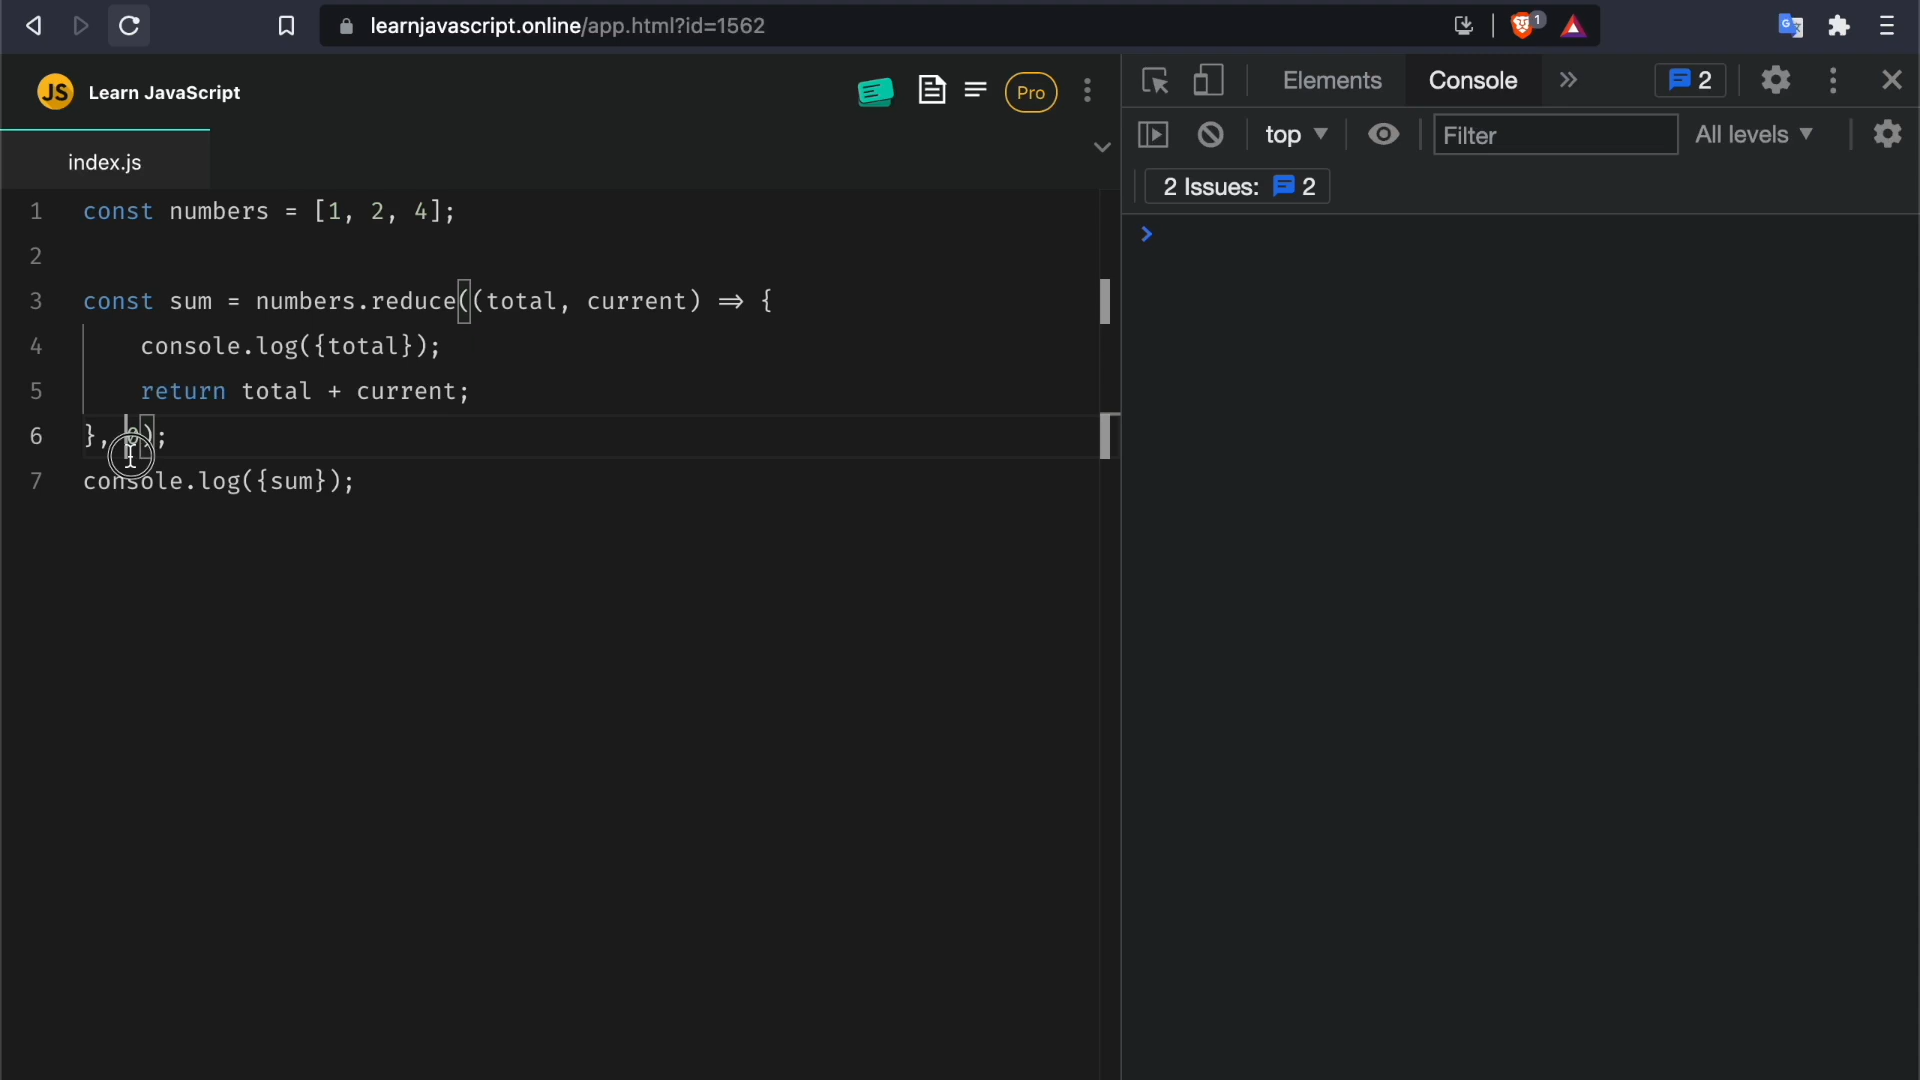 learnjavascript.online/app.html?id=1562
1
JS Learn JavaScript
Pro
Elements Console 2
index.js
top Filter All levels
2 Issues: 2
1 const numbers = [1, 2, 4];
2
3 const sum = numbers.reduce((total, current) => {
4 console.log({total});
5 return total + current;
6 }, 0);
7 console.log({sum});